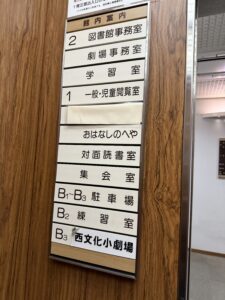 館内案内
2 図書館事務室
劇場事務室
学習室
1 一般・児童閲覧室
おはなしのへや
対面読書室
集会室
B1~B3 駐車場
B2 練習室
B3 西文化小劇場